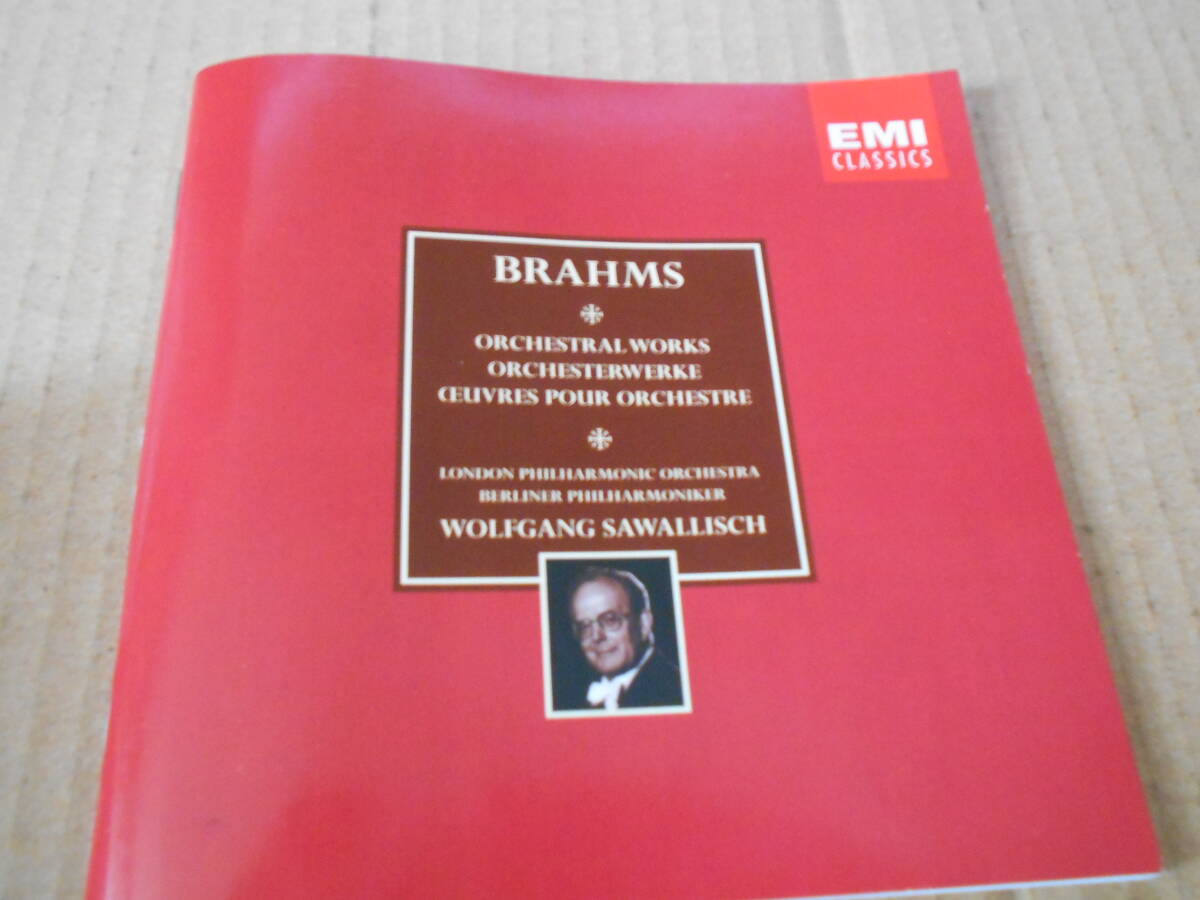 EMI
CLASSICS
BRAHMS
ORCHESTRAL WORKS
ORCHESTERWERKE
ŒUVRES POUR ORCHESTRE
LONDON PHILHARMONIC ORCHESTRA
BERLINER PHILHARMONIKER
WOLFGANG SAWALLISCH